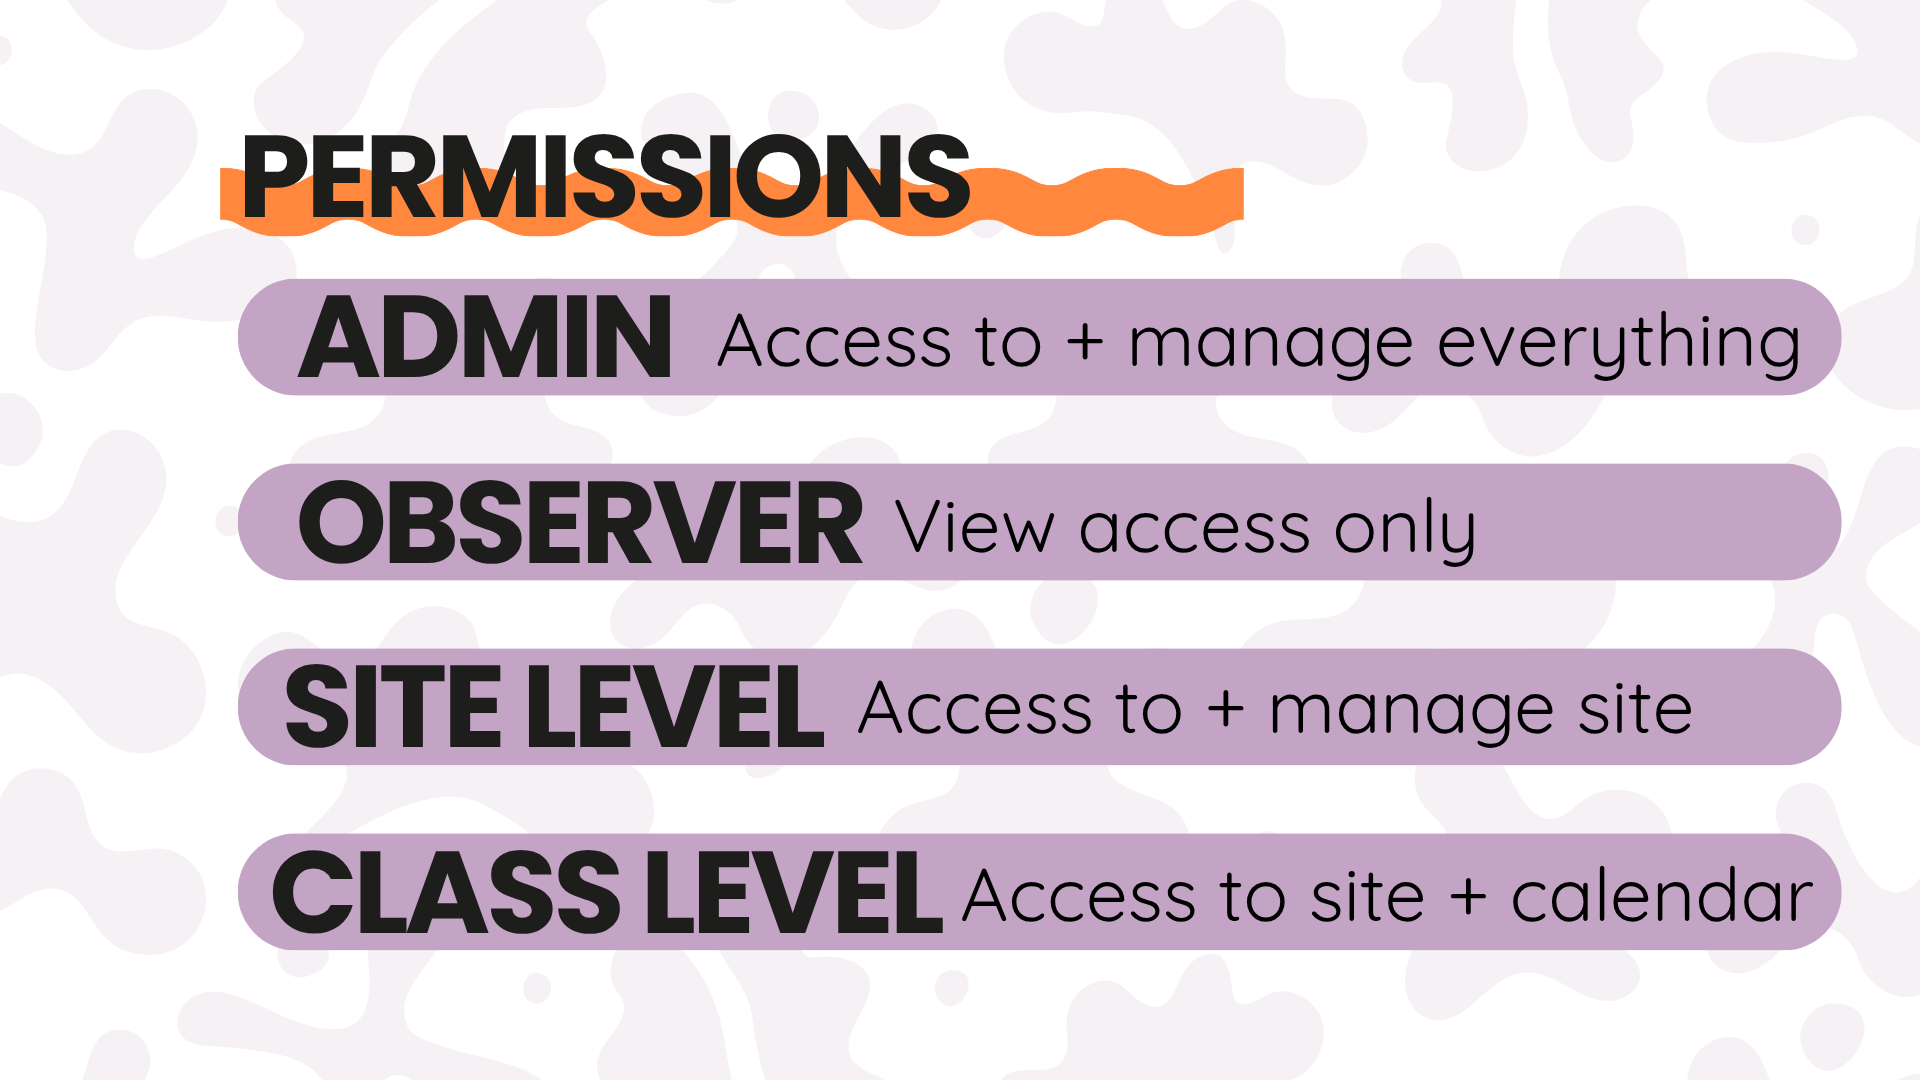 PERMISSIONS
ADMIN Access to + manage everything
OBSERVER View access only
SITE LEVEL Access to + manage site
CLASS LEVEL Access to site + calendar